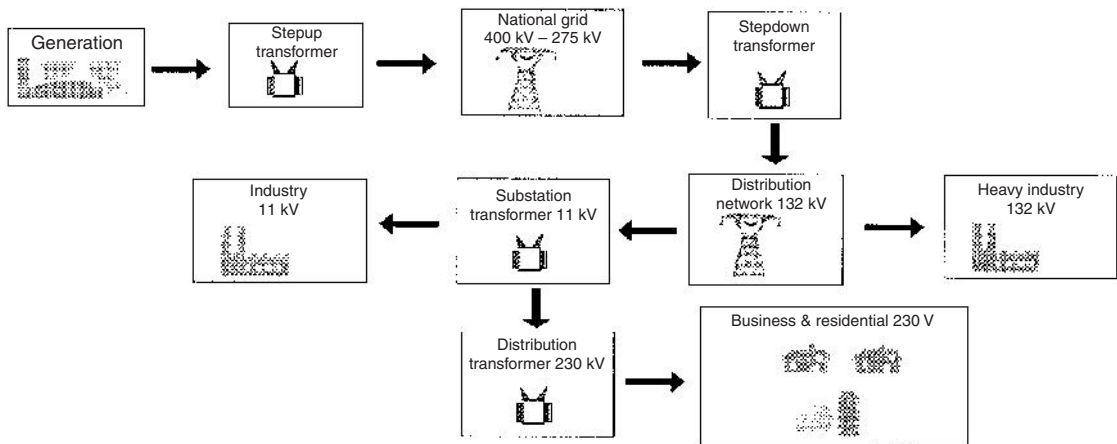 Generation
Stepup
transformer
National grid
400 kV – 275 kV
Stepdown
transformer
Industry
11 kV
Substation
transformer 11 kV
Distribution
network 132 kV
Heavy industry
132 kV
Distribution
transformer 230 kV
Business & residential 230 V